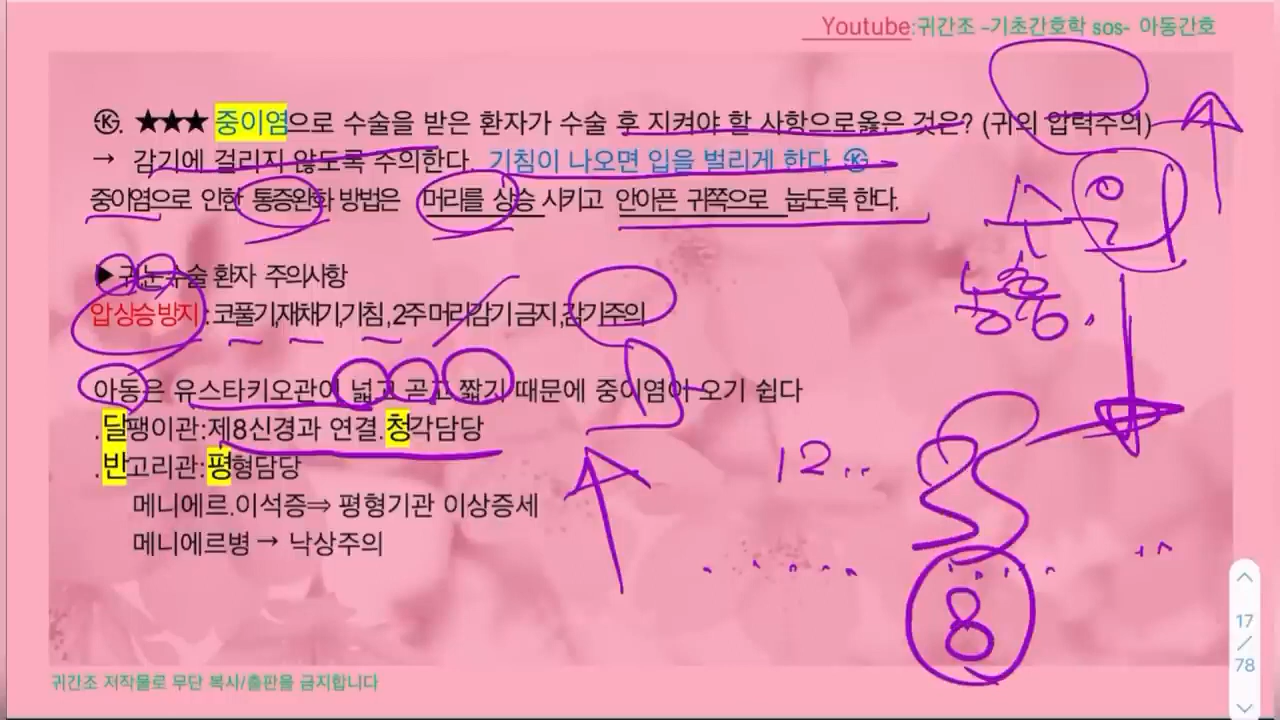 Youtube:귀간조 -기초간호학 sos- 아동간호
Ⓚ. ★★★ 중이염으로 수술을 받은 환자가 수술 후 지켜야 할 사항으로옳은 것은? (귀의 압력주의)
→ 감기에 걸리지 않도록 주의한다. 기침이 나오면 입을 벌리게 한다 Ⓚ
중이염으로 인한 통증완화 방법은 머리를 상승 시키고 안아픈 귀쪽으로 눕도록 한다.
▶귀,눈 수술 환자 주의사항
압상승방지 : 코풀기,재채기,기침, 2주 머리감기 금지,감기주의
아동은 유스타키오관이 넓고 곧고 짧기 때문에 중이염이 오기 쉽다
.달팽이관:제8신경과 연결.청각담당
.반고리관:평형담당
메니에르.이석증⇒ 평형기관 이상증세
메니에르병 → 낙상주의
12..
8
17
/
78
귀간조 저작물로 무단 복사/출판을 금지합니다